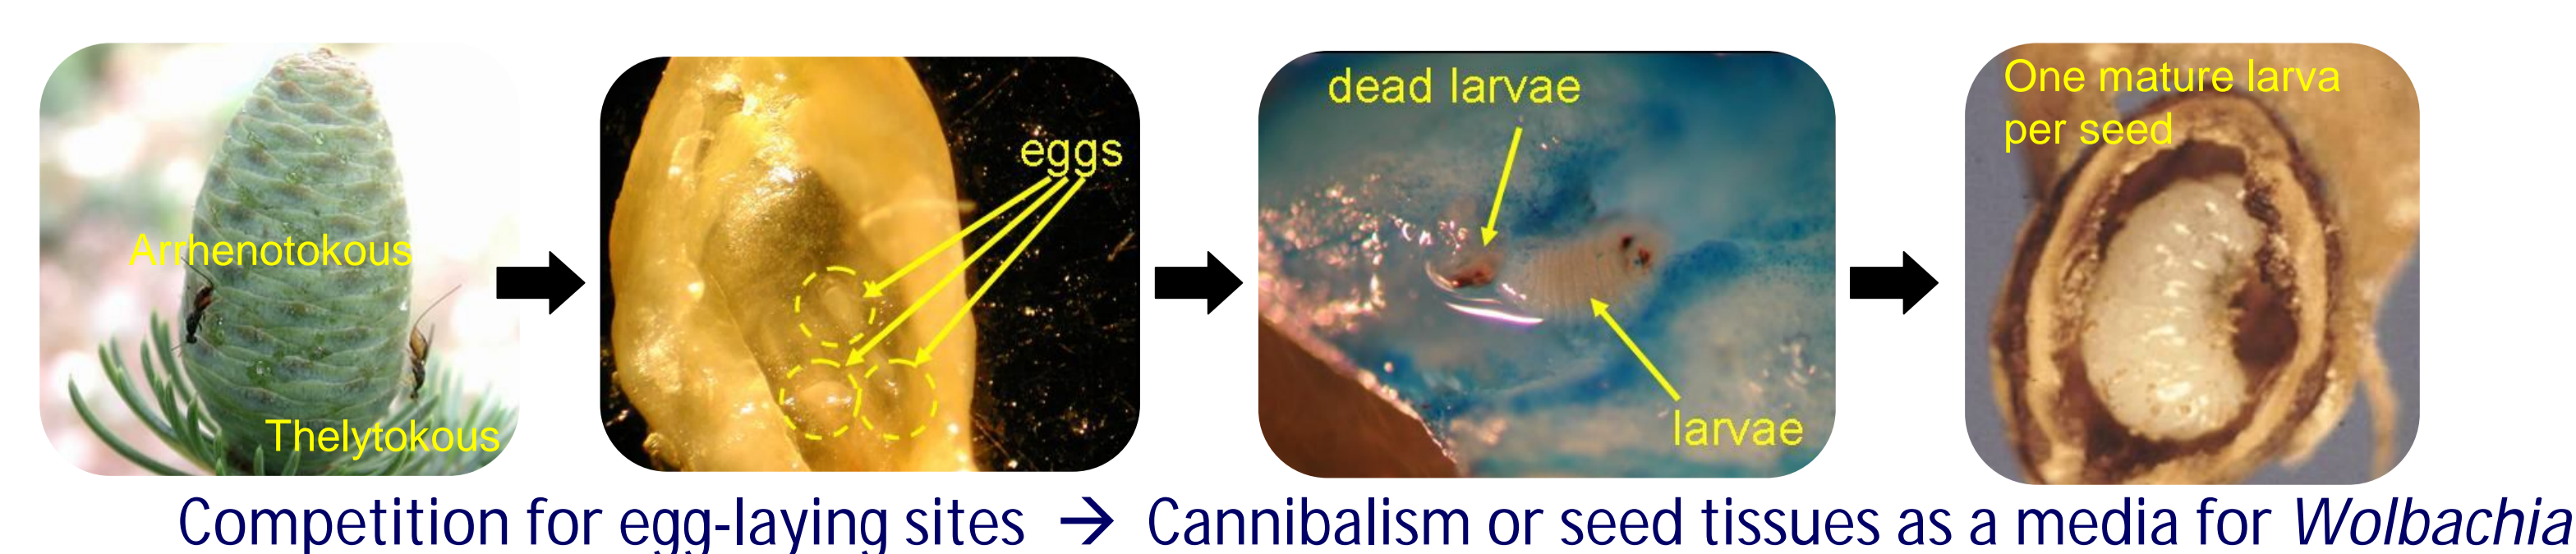 Arrhenotokous
Thelytokous
eggs
dead larvae
larvae
One mature larva
per seed
Competition for egg-laying sites → Cannibalism or seed tissues as a media for Wolbachia